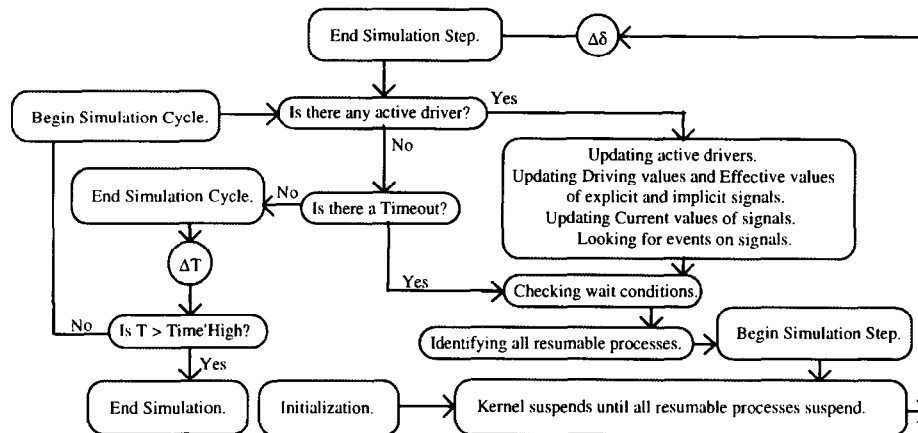 End Simulation Step.
Δδ
Begin Simulation Cycle.
Is there any active driver?
Yes
No
Updating active drivers.
Updating Driving values and Effective values
of explicit and implicit signals.
Updating Current values of signals.
Looking for events on signals.
End Simulation Cycle.
No
Is there a Timeout?
ΔT
Yes
Checking wait conditions.
No
Is T > Time'High?
Identifying all resumable processes.
Begin Simulation Step.
Yes
End Simulation.
Initialization.
Kernel suspends until all resumable processes suspend.